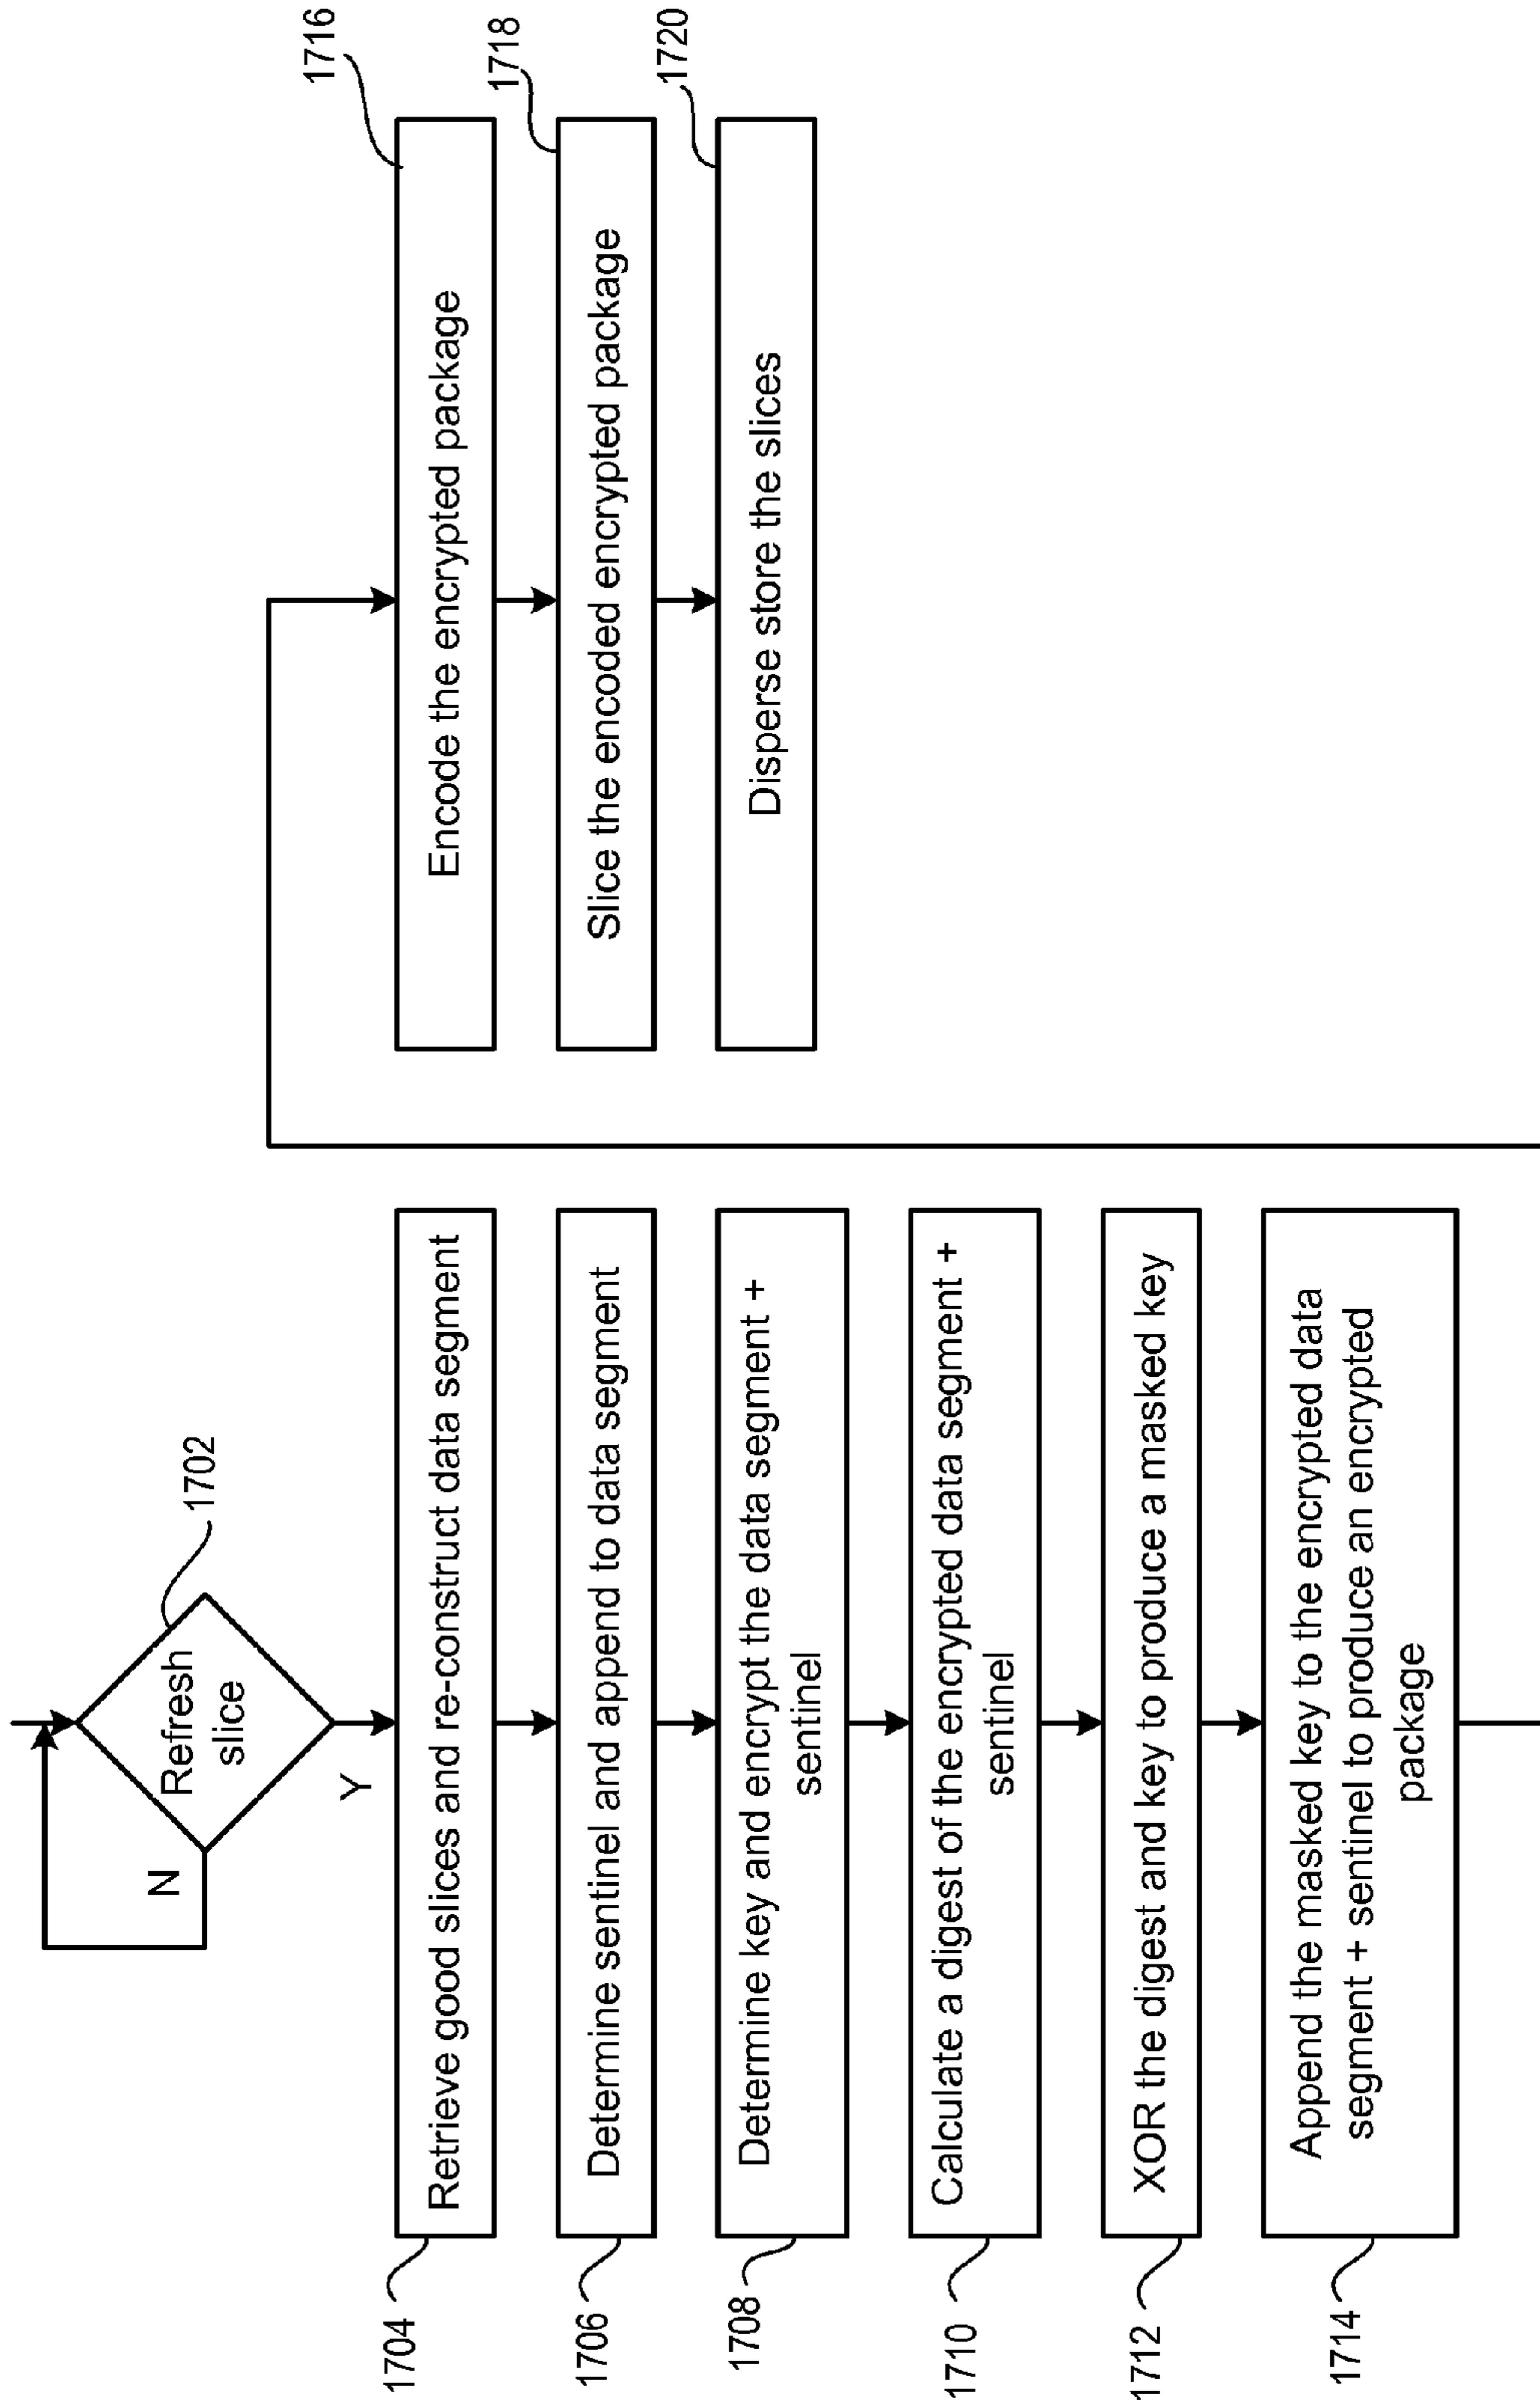 Refresh
slice
1702
N
Y
1704
Retrieve good slices and re-construct data segment
1706
Determine sentinel and append to data segment
1708
Determine key and encrypt the data segment +
sentinel
1710
Calculate a digest of the encrypted data segment +
sentinel
1712
XOR the digest and key to produce a masked key
1714
Append the masked key to the encrypted data
segment + sentinel to produce an encrypted
package
1716
Encode the encrypted package
1718
Slice the encoded encrypted package
1720
Disperse store the slices